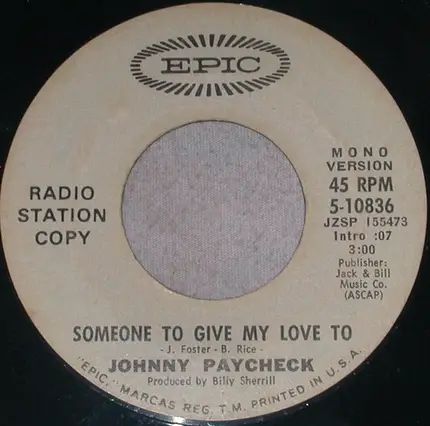 EPIC
RADIO
STATION
COPY
MONO
VERSION
45 RPM
5-10836
JZSP 155473
Intro :07
3:00
Publisher:
Jack & Bill
Music Co.
(ASCAP)
SOMEONE TO GIVE MY LOVE TO
- J. Foster - B. Rice -
JOHNNY PAYCHECK
Produced by Billy Sherrill
"EPIC," MARCAS REG. T.M. PRINTED IN U.S.A.